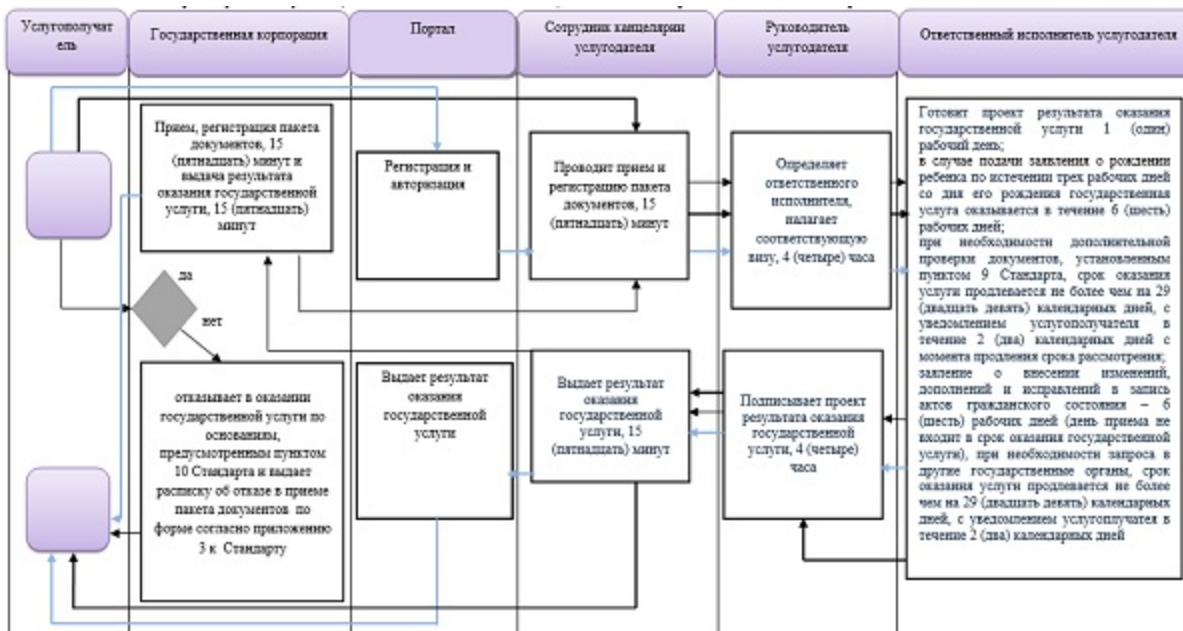 Услугополучат
ель
Государственная корпорация
Портал
Сотрудник канцелярии
услугодателя
Руководитель
услугодателя
Ответственный исполнитель услугодателя
Прием, регистрация пакета
документов, 15
(пятнадцать) минут и
выдача результата
оказания государственной
услуги, 15 (пятнадцать)
минут
Регистрация и
авторизация
Проводит прием и
регистрацию пакета
документов, 15
(пятнадцать) минут
Определяет
ответственного
исполнителя,
налагает
соответствующую
визу, 4 (четыре) часа
Готовит проект результата оказания
государственной услуги 1 (один)
рабочий день;
в случае подачи заявления о рождении
ребенка по истечении трех рабочих дней
со дня его рождения государственная
услуга оказывается в течение 6 (шесть)
рабочих дней;
при необходимости дополнительной
проверки документов, установленным
пунктом 9 Стандарта, срок оказания
услуги продлевается не более чем на 29
(двадцать девять) календарных дней, с
уведомлением услугополучателя в
течение 2 (два) календарных дней с
момента продления срока рассмотрения;
заявление о внесении изменений,
дополнений и исправлений в запись
актов гражданского состояния – 6
(шесть) рабочих дней (день приема не
входит в срок оказания государственной
услуги), при необходимости запроса в
другие государственные органы, срок
оказания услуги продлевается не более
чем на 29 (двадцать девять) календарных
дней, с уведомлением услугоплучатея в
течение 2 (два) календарных дней
да
нет
отказывает в оказании
государственной услуги по
основаниям,
предусмотренным пунктом
10 Стандарта и выдает
расписку об отказе в приеме
пакета документов по
форме согласно приложению
3 к Стандарту
Выдает результат
оказания
государственной
услуги
Выдает результат
оказания
государственной
услуги, 15
(пятнадцать) минут
Подписывает проект
результата оказания
государственной
услуги, 4 (четыре)
часа